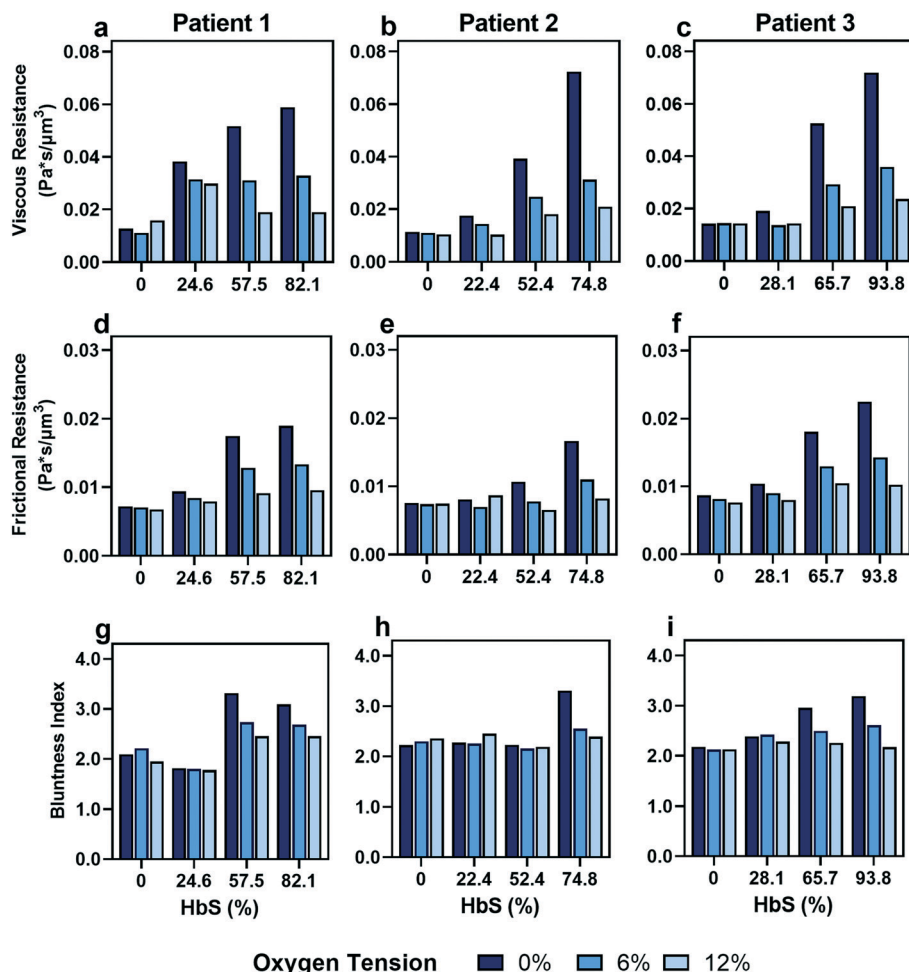 a Patient 1 b Patient 2 c Patient 3
Viscous Resistance
(Pa*s/µm³)
0.08 0.08 0.08
0.06 0.06 0.06
0.04 0.04 0.04
0.02 0.02 0.02
0.00 0.00 0.00
0 24.6 57.5 82.1 0 22.4 52.4 74.8 0 28.1 65.7 93.8
d e f
Frictional Resistance
(Pa*s/µm³)
0.03 0.03 0.03
0.02 0.02 0.02
0.01 0.01 0.01
0.00 0.00 0.00
0 24.6 57.5 82.1 0 22.4 52.4 74.8 0 28.1 65.7 93.8
g h i
Bluntness Index
4.0 4.0 4.0
3.0 3.0 3.0
2.0 2.0 2.0
1.0 1.0 1.0
0.0 0.0 0.0
0 24.6 57.5 82.1 0 22.4 52.4 74.8 0 28.1 65.7 93.8
HbS (%) HbS (%) HbS (%)
Oxygen Tension 0% 6% 12%